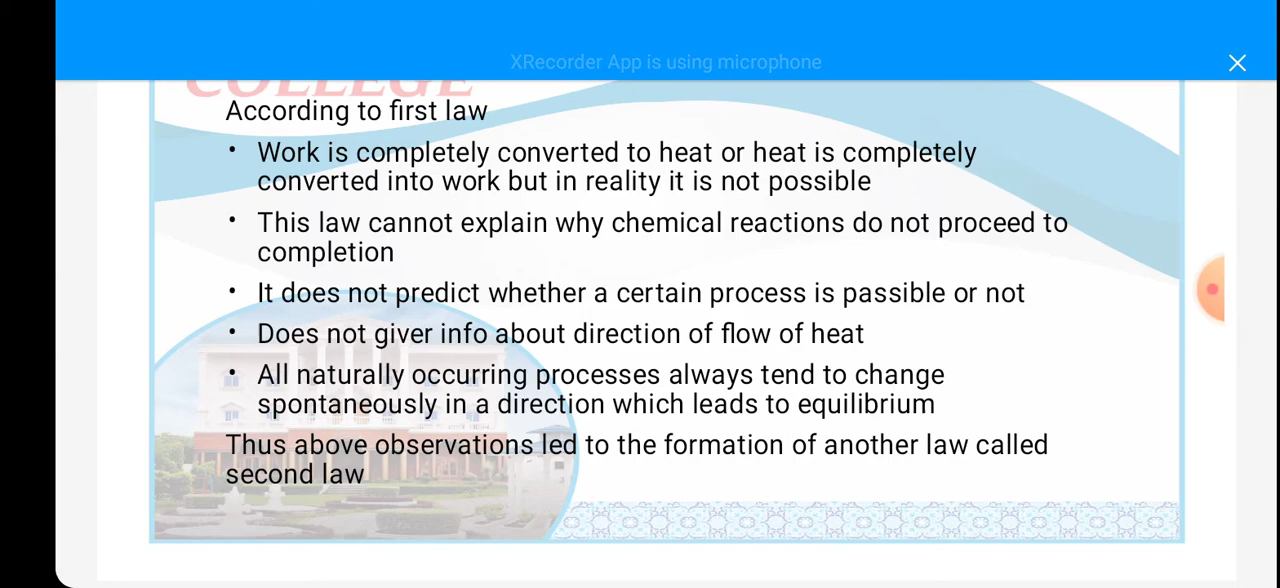 XRecorder App is using microphone
COLLEGE
According to first law
• Work is completely converted to heat or heat is completely
converted into work but in reality it is not possible
• This law cannot explain why chemical reactions do not proceed to
completion
• It does not predict whether a certain process is passible or not
• Does not giver info about direction of flow of heat
• All naturally occurring processes always tend to change
spontaneously in a direction which leads to equilibrium
Thus above observations led to the formation of another law called
second law